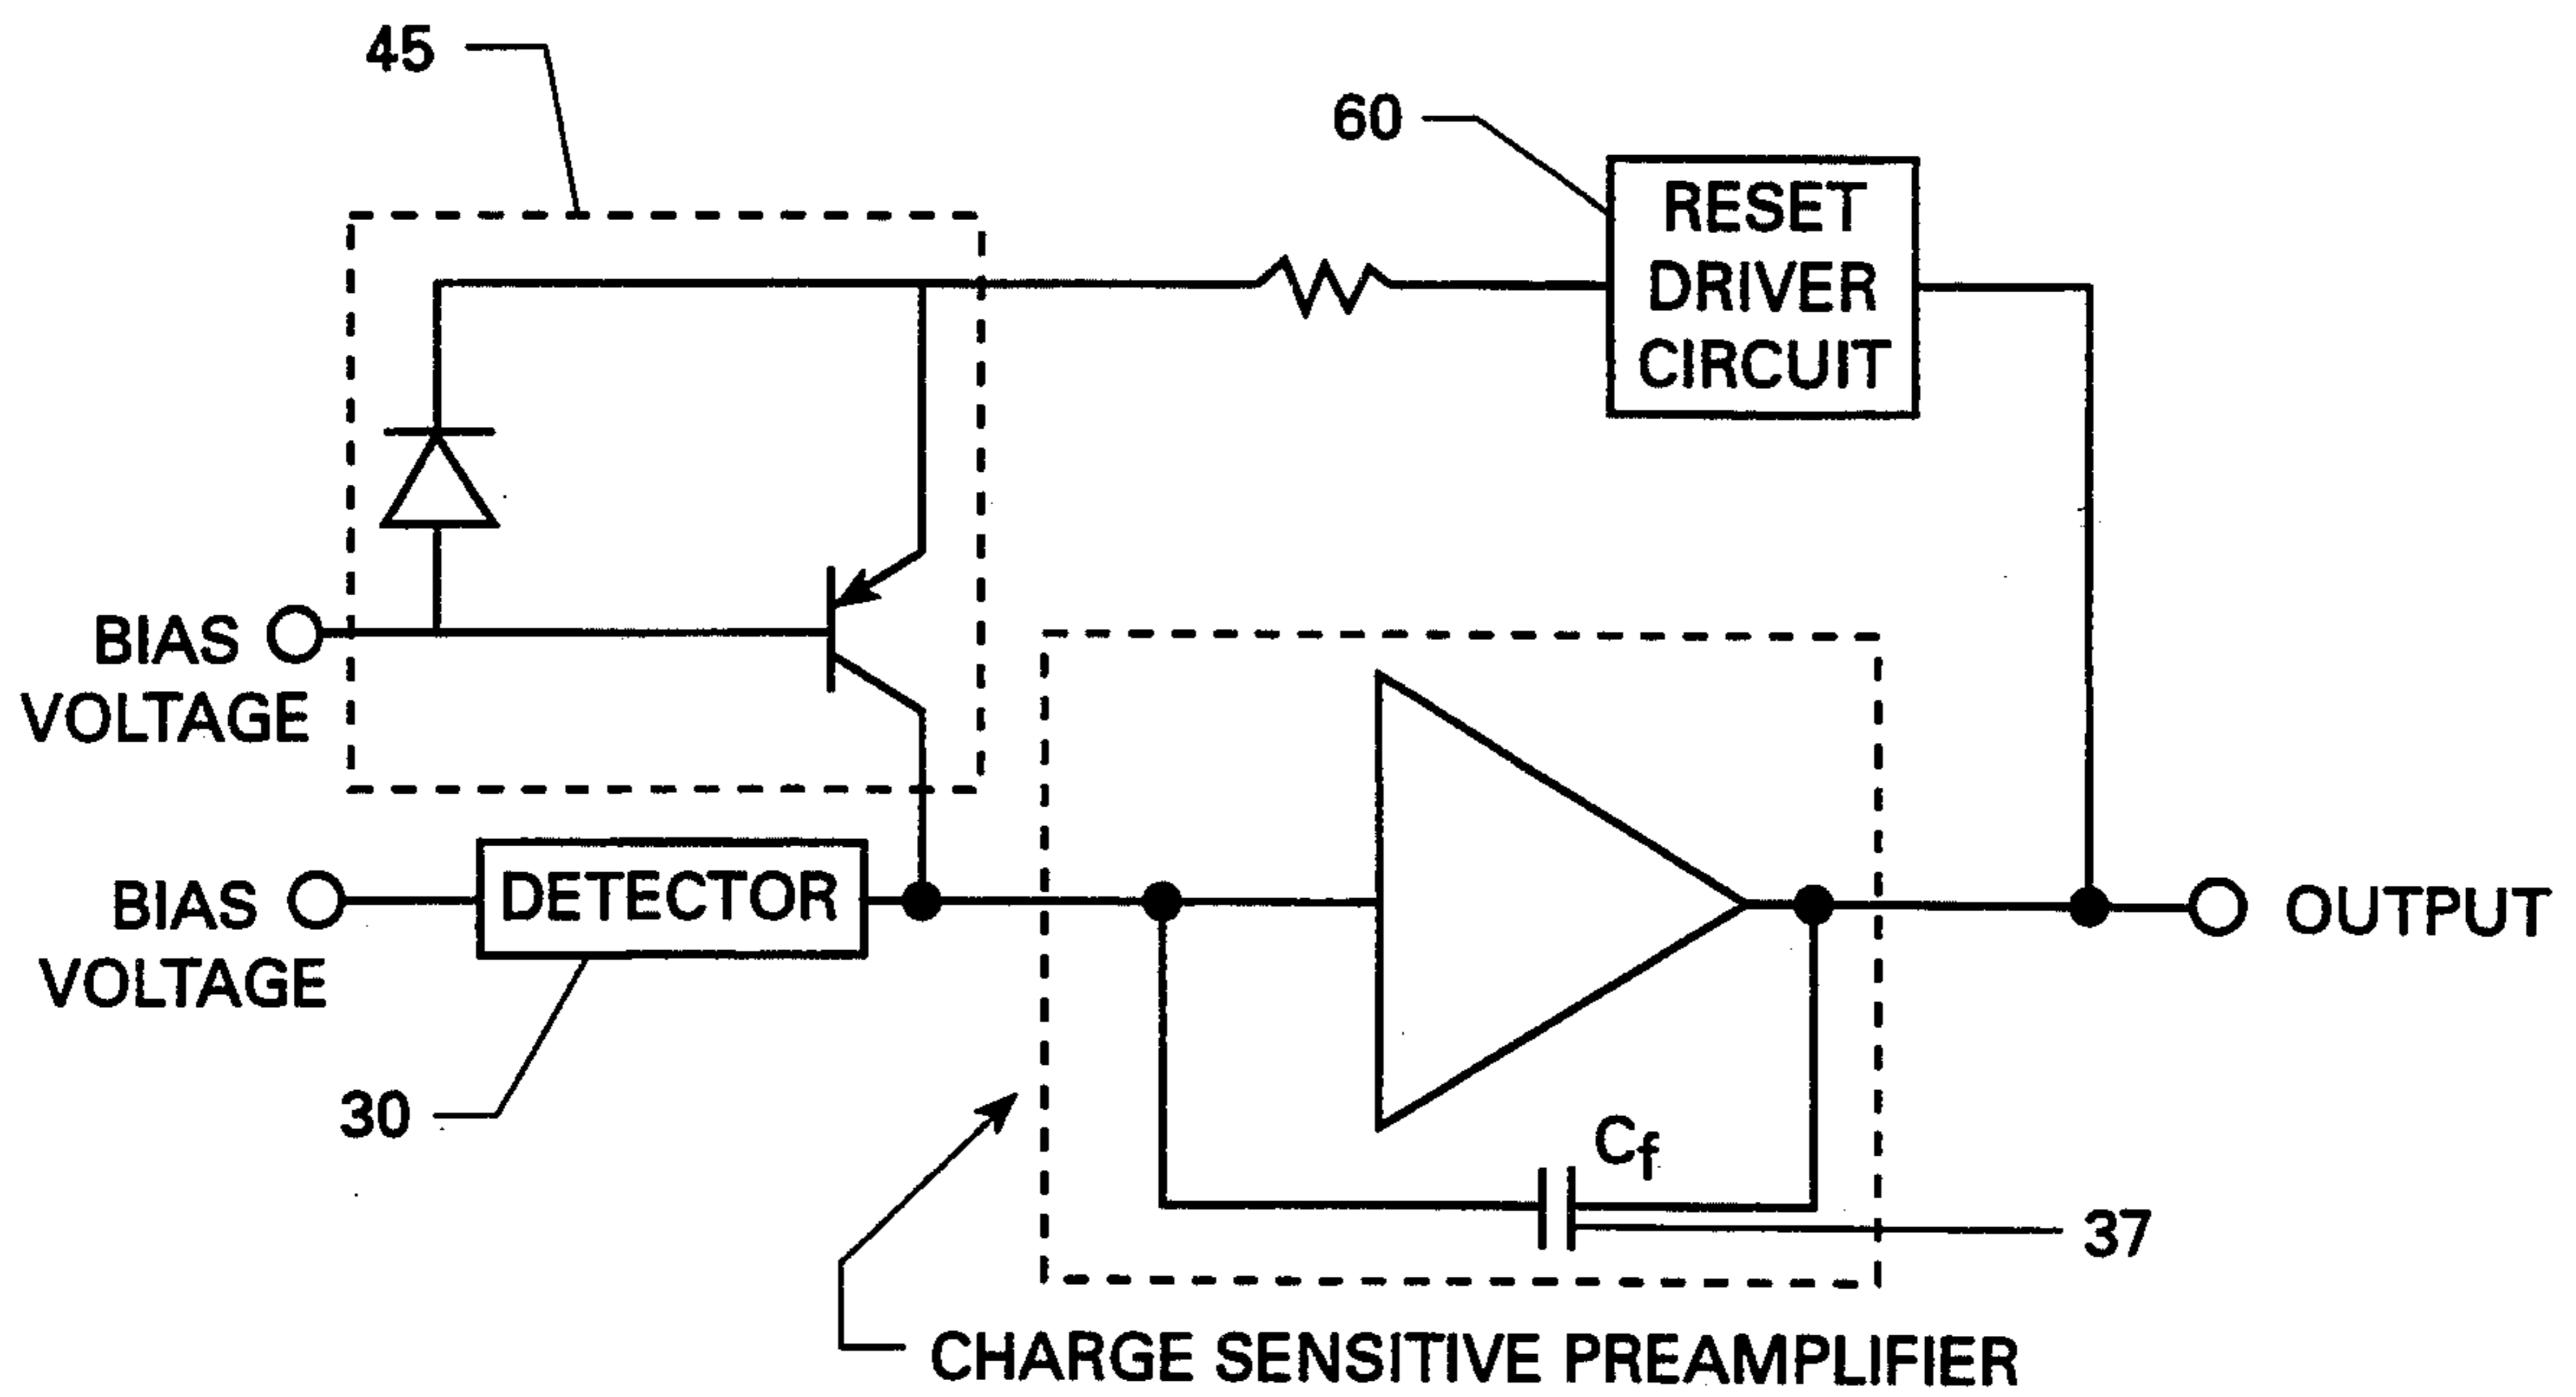 45
60
RESET
DRIVER
CIRCUIT
BIAS
VOLTAGE
BIAS
VOLTAGE
DETECTOR
OUTPUT
30
Cf
37
CHARGE SENSITIVE PREAMPLIFIER